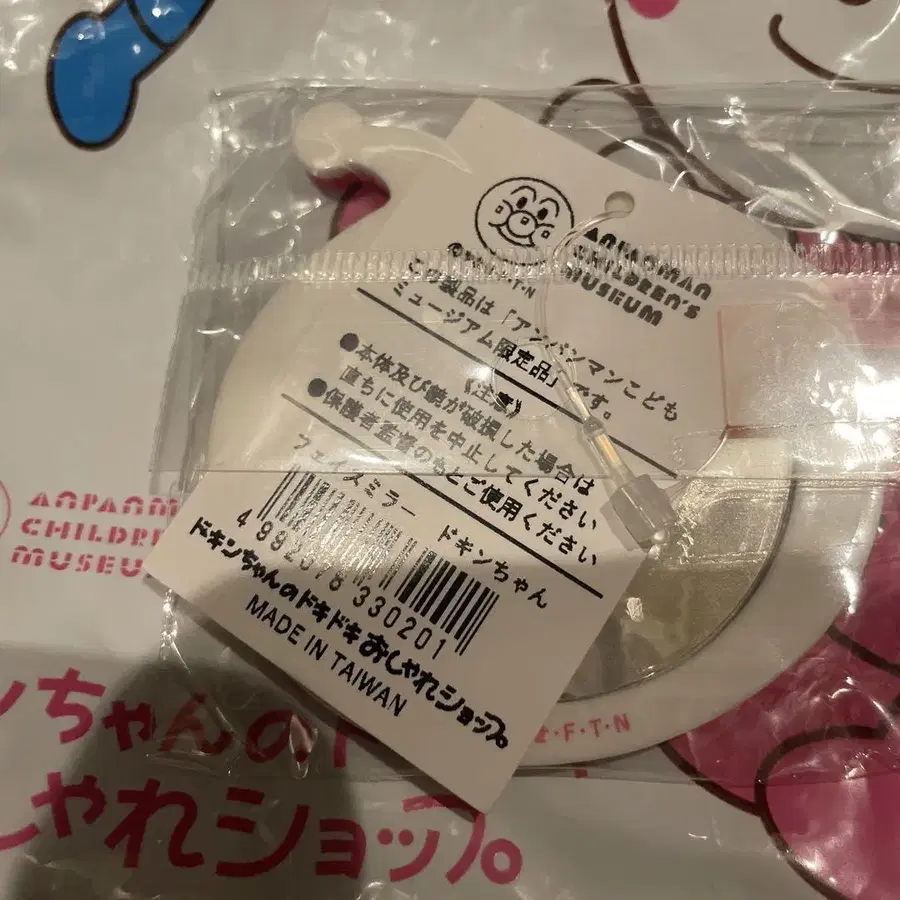 ANPANMAN
CHILDREN'S
MUSEUM
この製品は「アンパンマンこども
ミュージアム限定品」です。
《注意》
●本体及び鏡が破損した場合は
直ちに使用を中止してください
●保護者監督のもとご使用ください
フェイスミラー ドキンちゃん
330201
ドキンちゃんのドキドキおしゃれショップ。
MADE IN TAIWAN
ANPANM
CHILDRE
MUSEU
ンちゃんのド
しゃれショップ。
・F・T・N